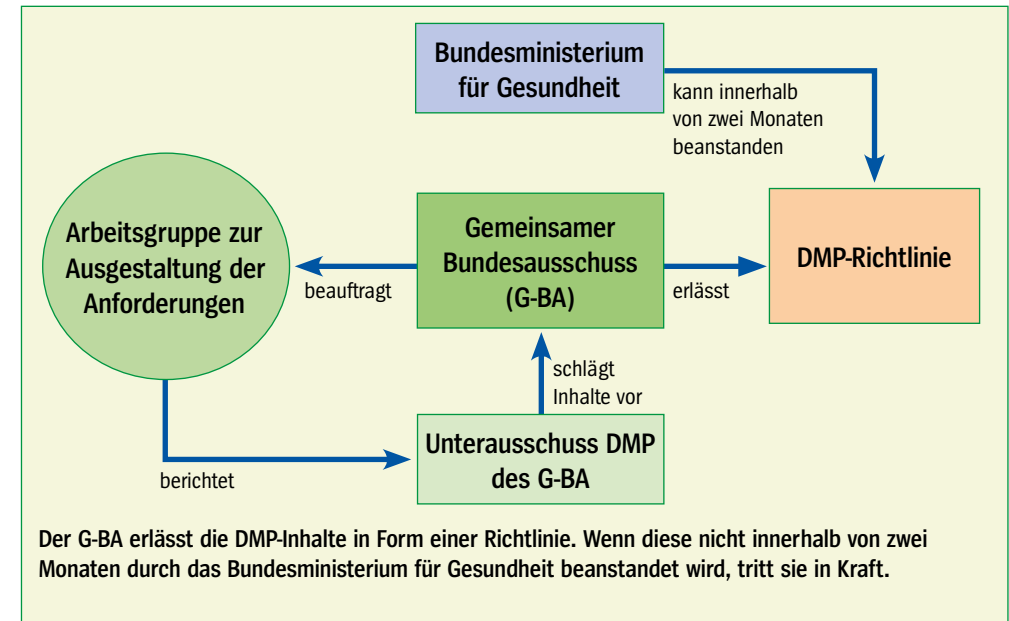 Bundesministerium
für Gesundheit
kann innerhalb
von zwei Monaten
beanstanden
Arbeitsgruppe zur
Ausgestaltung der
Anforderungen
beauftragt
Gemeinsamer
Bundesausschuss
(G-BA)
erlässt
DMP-Richtlinie
schlägt
Inhalte vor
Unterausschuss DMP
des G-BA
berichtet
Der G-BA erlässt die DMP-Inhalte in Form einer Richtlinie. Wenn diese nicht innerhalb von zwei
Monaten durch das Bundesministerium für Gesundheit beanstandet wird, tritt sie in Kraft.